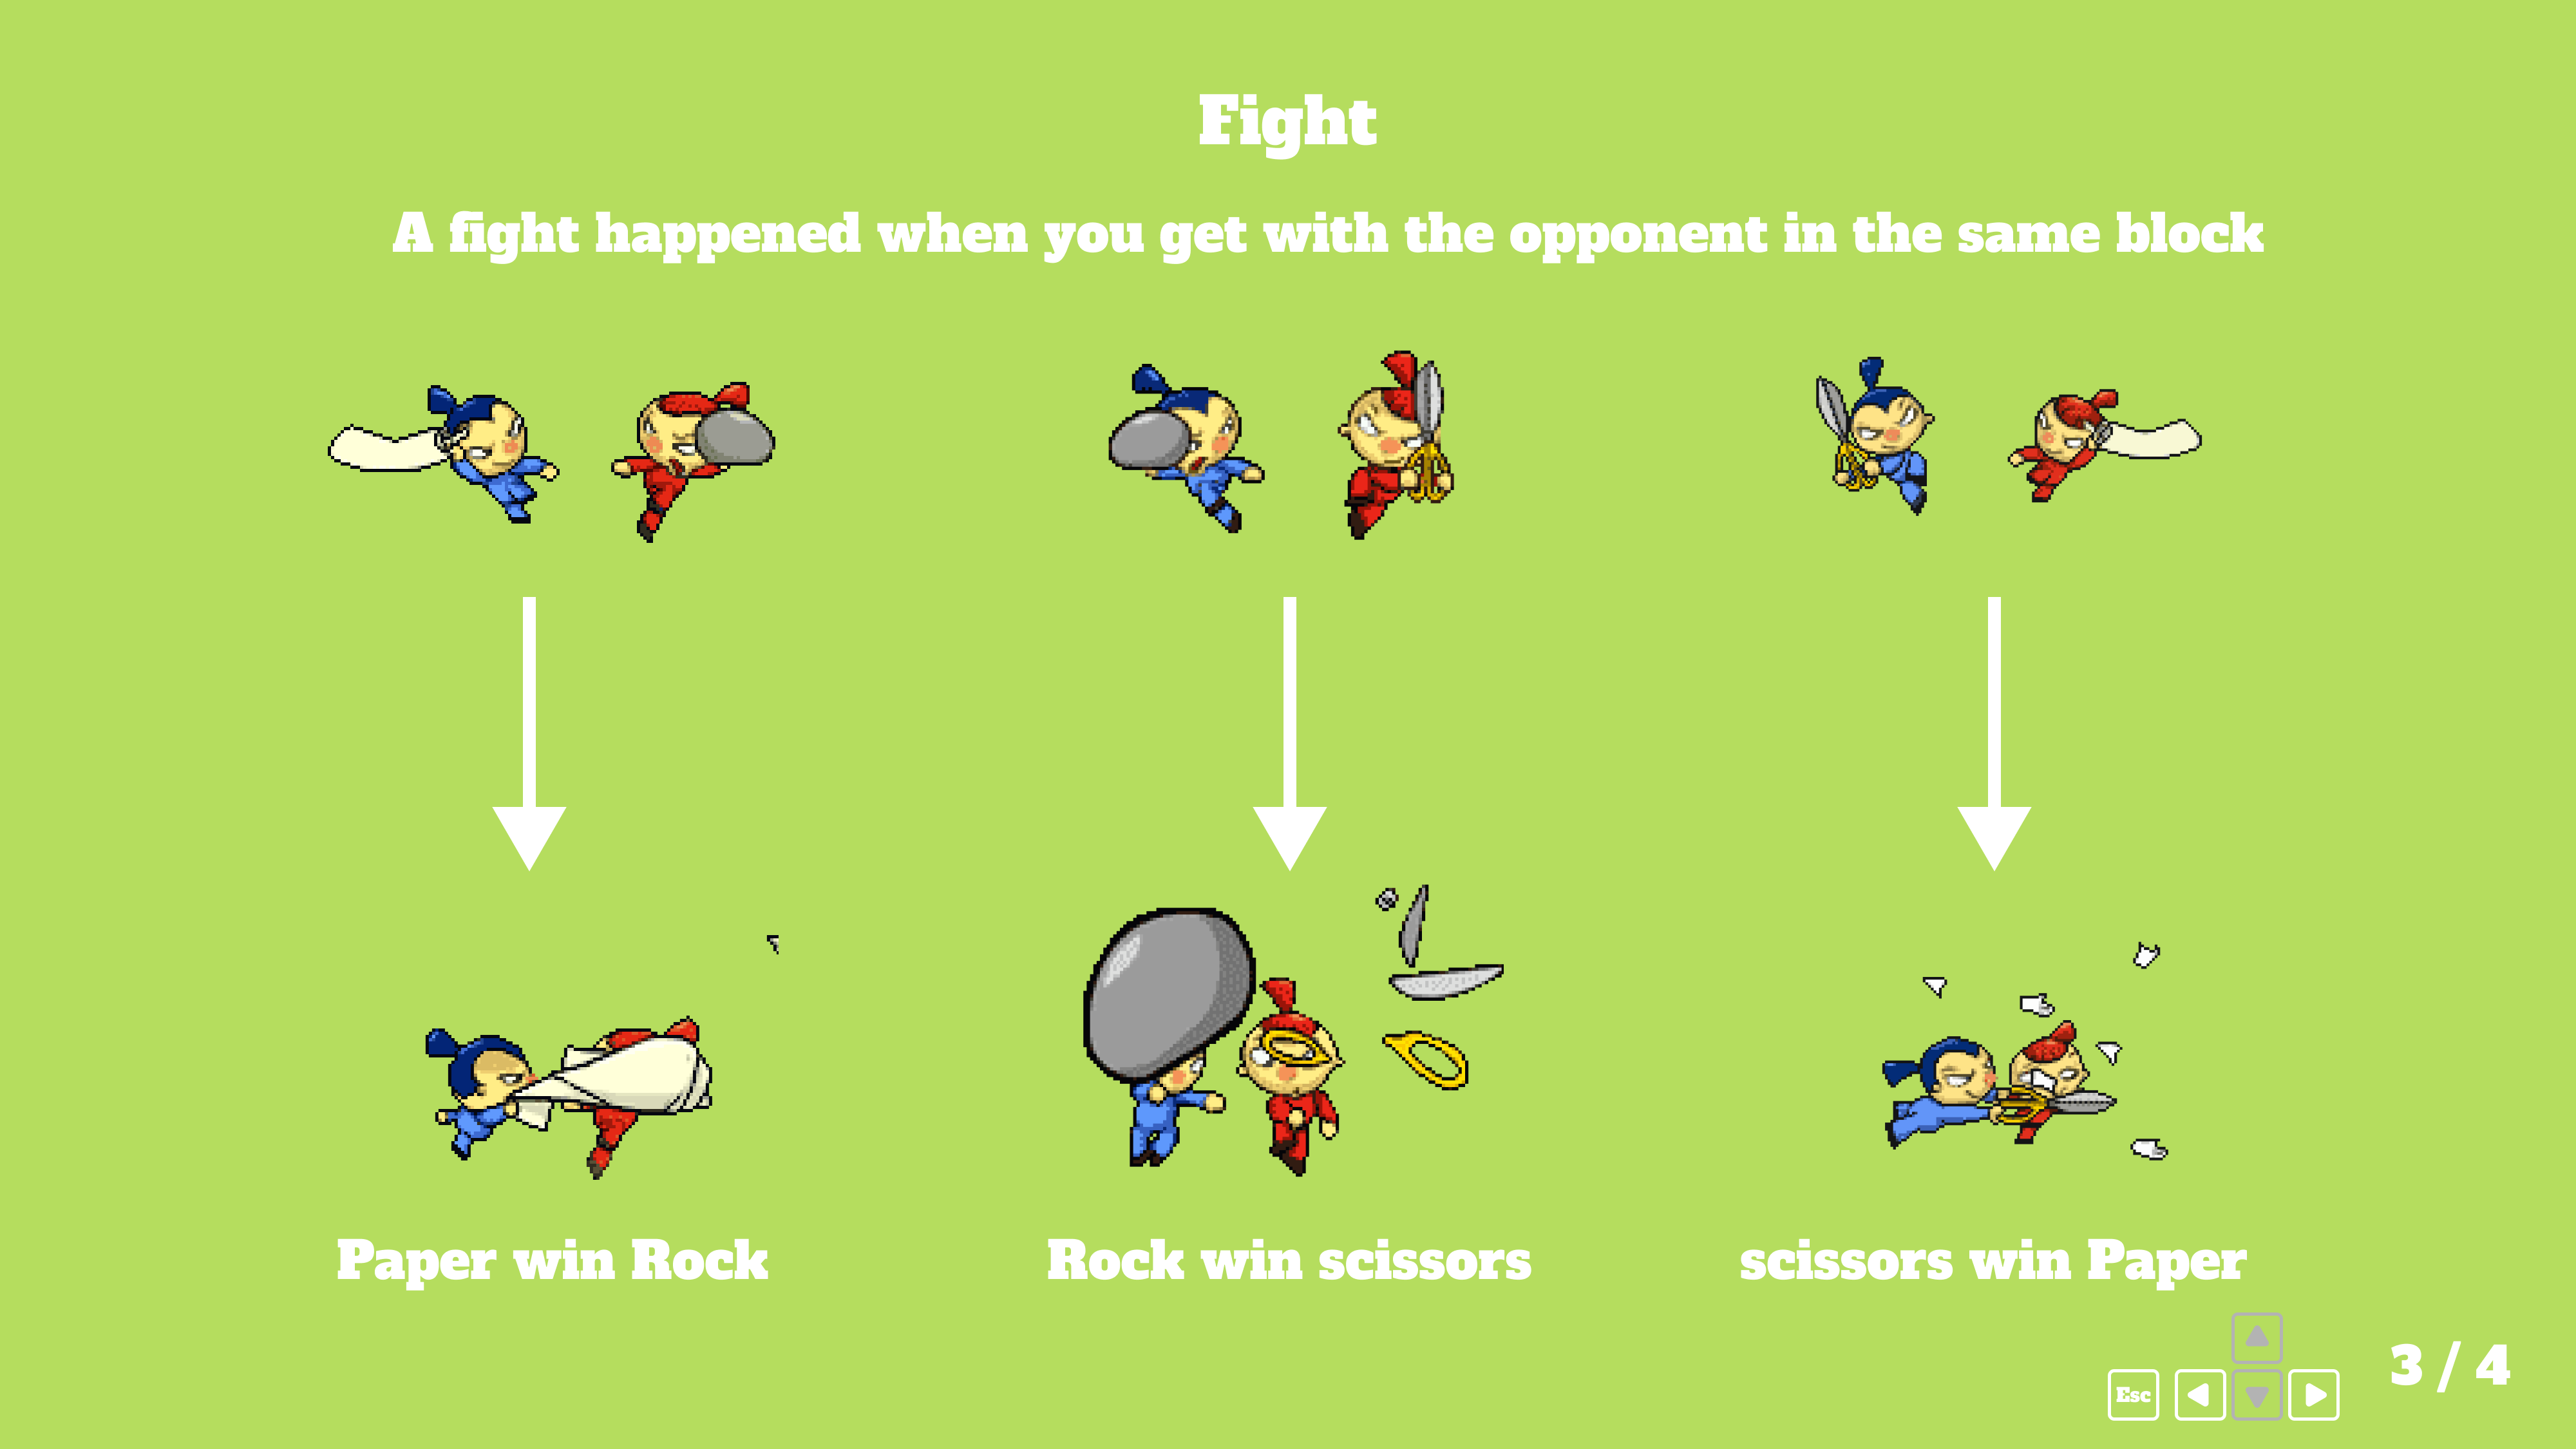 Fight
A fight happened when you get with the opponent in the same block
Paper win Rock
Rock win scissors
scissors win Paper
Esc
3 / 4